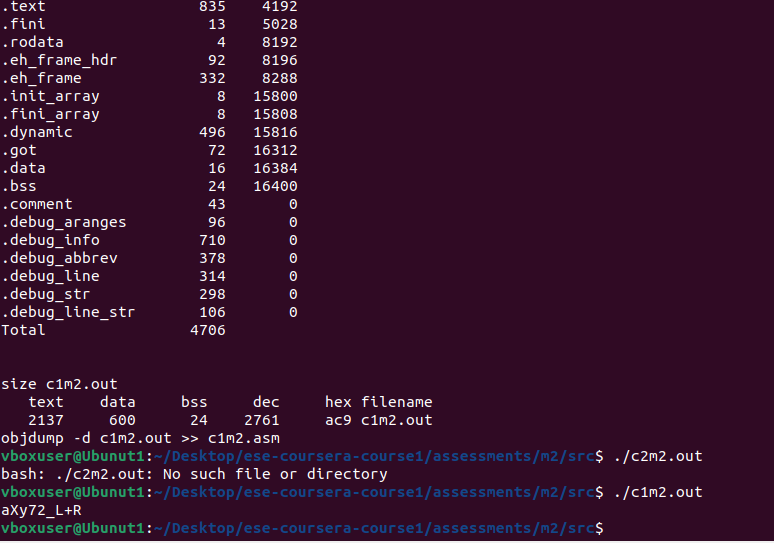 .text                 835    4192
.fini                  13    5028
.rodata                 4    8192
.eh_frame_hdr          92    8196
.eh_frame             332    8288
.init_array             8   15800
.fini_array             8   15808
.dynamic              496   15816
.got                   72   16312
.data                  16   16384
.bss                   24   16400
.comment               43       0
.debug_aranges         96       0
.debug_info           710       0
.debug_abbrev         378       0
.debug_line           314       0
.debug_str            298       0
.debug_line_str       106       0
Total                4706
size c1m2.out
   text    data     bss     dec     hex filename
   2137     600      24    2761     ac9 c1m2.out
objdump -d c1m2.out >> c1m2.asm
vboxuser@Ubunut1:~/Desktop/ese-coursera-course1/assessments/m2/src$ ./c2m2.out
bash: ./c2m2.out: No such file or directory
vboxuser@Ubunut1:~/Desktop/ese-coursera-course1/assessments/m2/src$ ./c1m2.out
aXy72_L+R
vboxuser@Ubunut1:~/Desktop/ese-coursera-course1/assessments/m2/src$